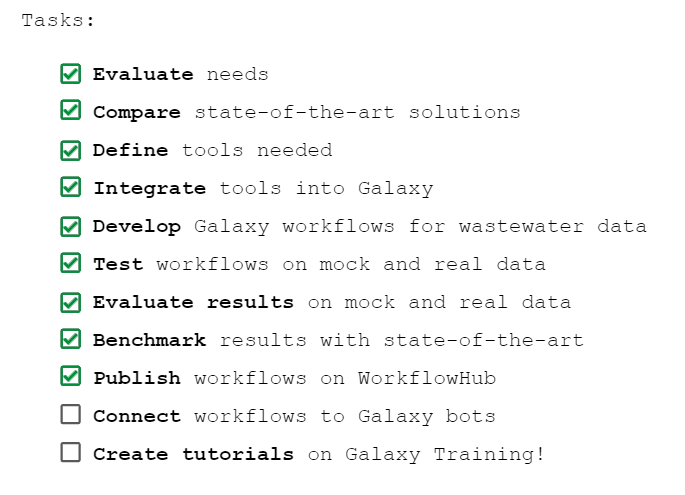 Tasks:
Evaluate needs
Compare state-of-the-art solutions
Define tools needed
Integrate tools into Galaxy
Develop Galaxy workflows for wastewater data
Test workflows on mock and real data
Evaluate results on mock and real data
Benchmark results with state-of-the-art
Publish workflows on WorkflowHub
Connect workflows to Galaxy bots
Create tutorials on Galaxy Training!